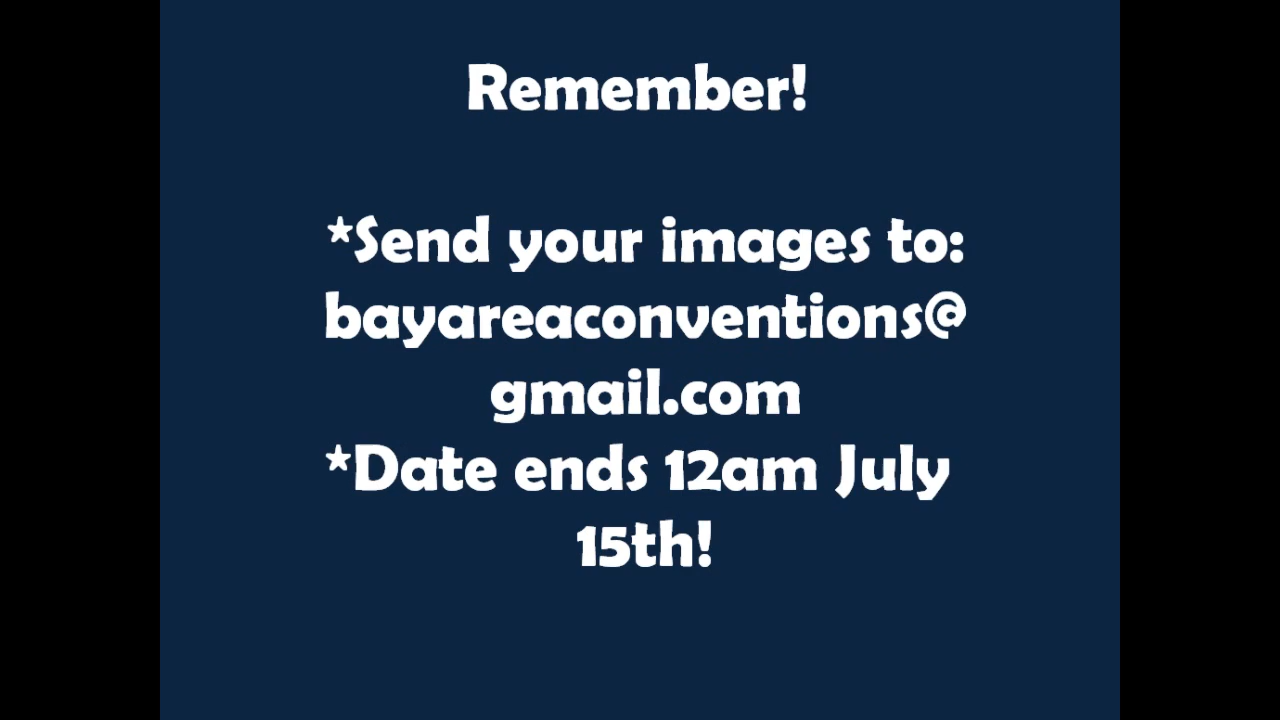 Remember!
*Send your images to:
bayareaconventions@
gmail.com
*Date ends 12am July
15th!